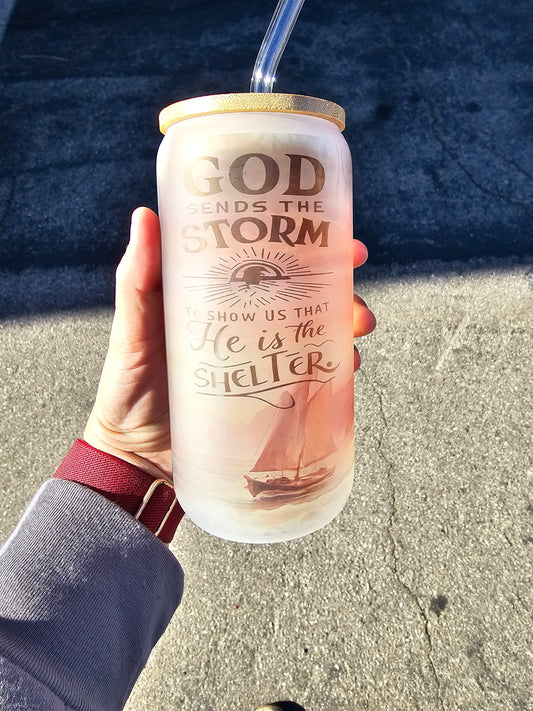 GOD
SENDS THE
STORM
TO SHOW US THAT
He is the
SHELTER.